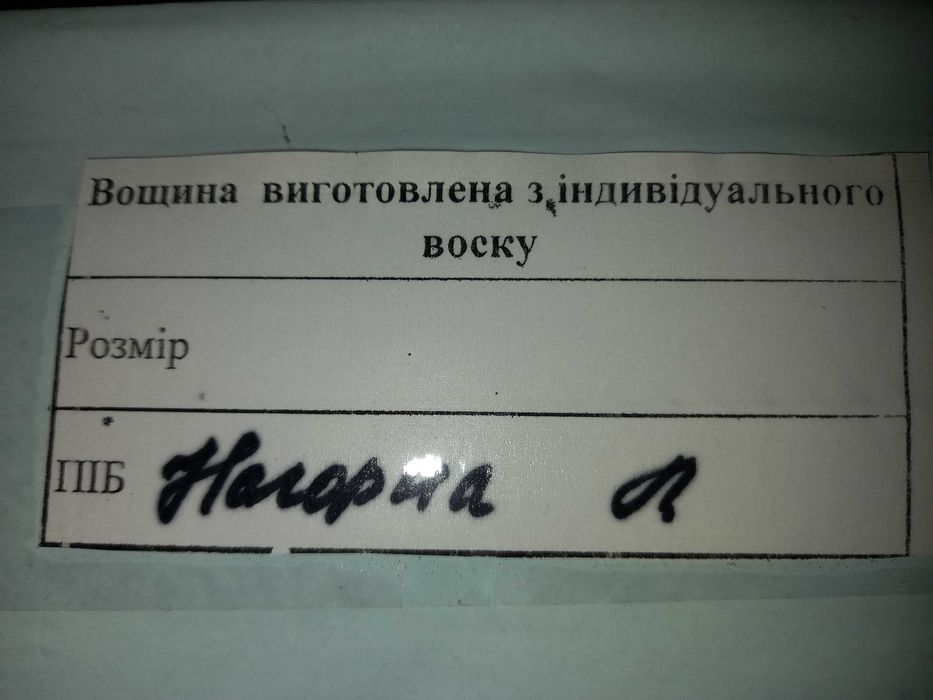 Вощина виготовлена з індивідуального
воску
Розмір
ПІБ Нагорна Л